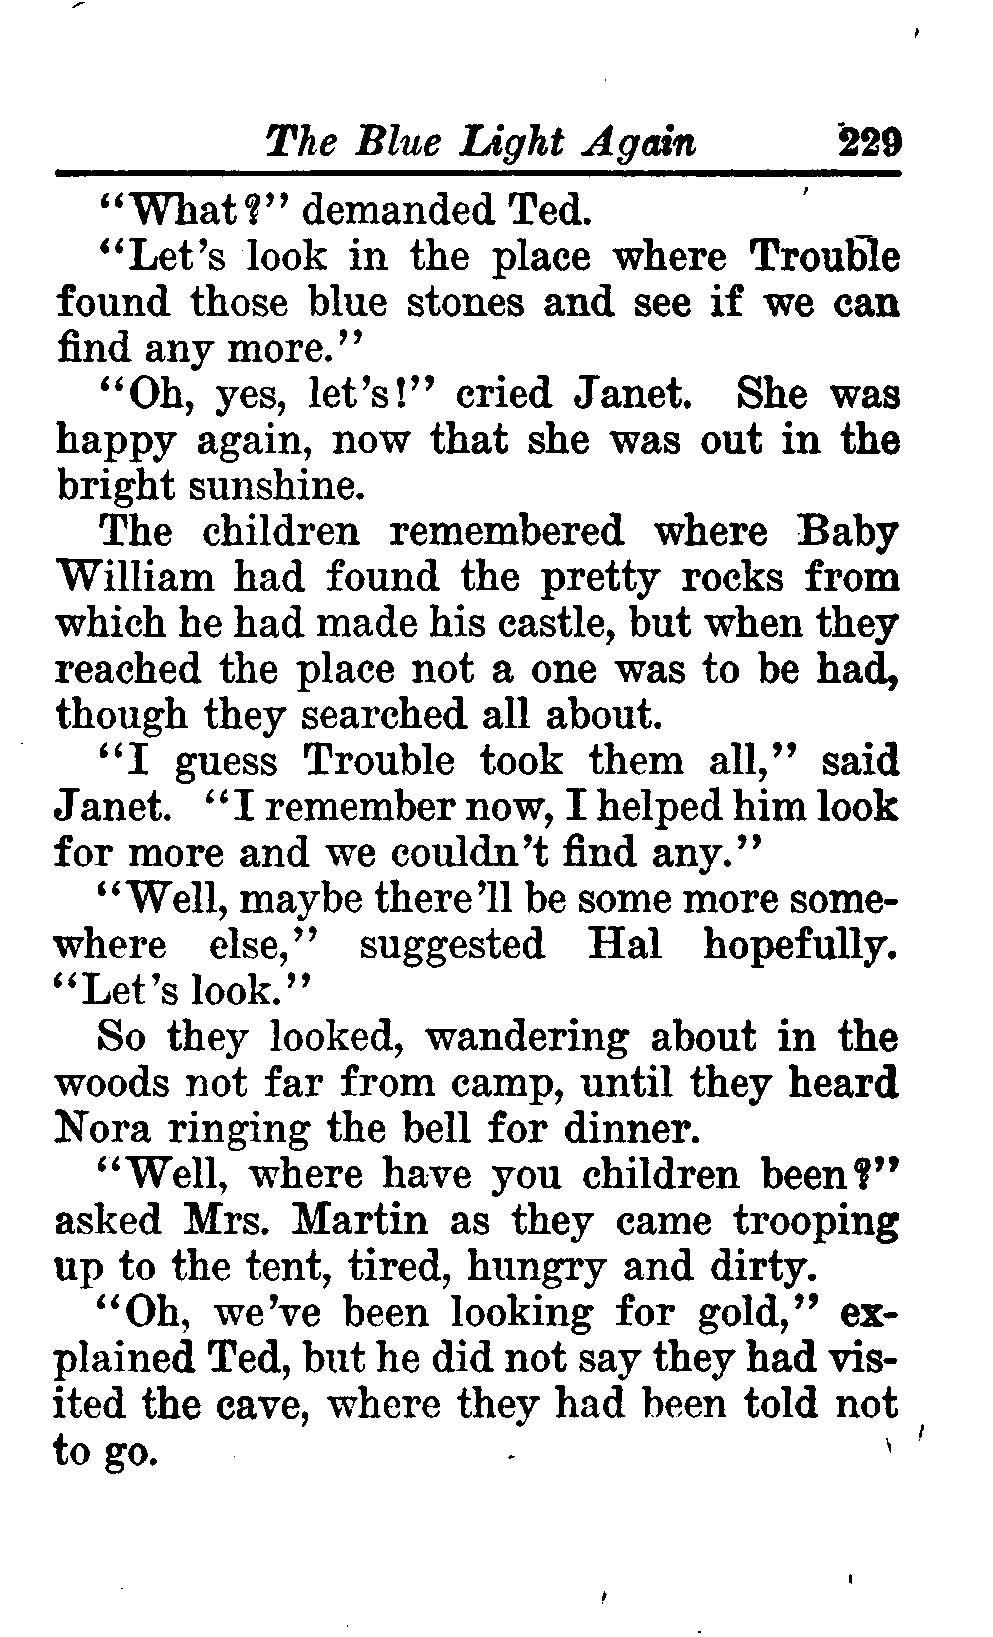 The Blue Light Again 229
"What?" demanded Ted.
"Let's look in the place where Trouble
found those blue stones and see if we can
find any more."
"Oh, yes, let's!" cried Janet. She was
happy again, now that she was out in the
bright sunshine.
The children remembered where Baby
William had found the pretty rocks from
which he had made his castle, but when they
reached the place not a one was to be had,
though they searched all about.
"I guess Trouble took them all," said
Janet. "I remember now, I helped him look
for more and we couldn't find any."
"Well, maybe there'll be some more some-
where else," suggested Hal hopefully.
"Let's look."
So they looked, wandering about in the
woods not far from camp, until they heard
Nora ringing the bell for dinner.
"Well, where have you children been?"
asked Mrs. Martin as they came trooping
up to the tent, tired, hungry and dirty.
"Oh, we've been looking for gold," ex-
plained Ted, but he did not say they had vis-
ited the cave, where they had been told not
to go.